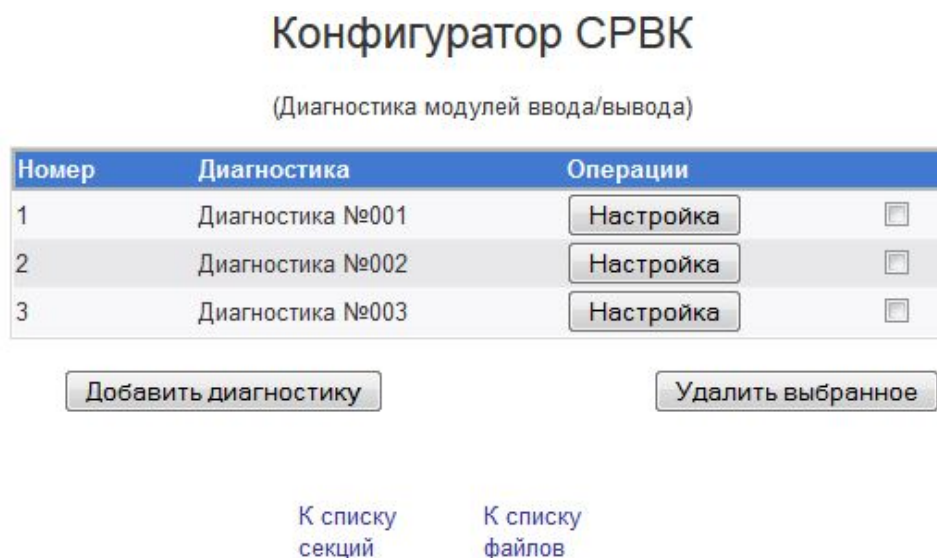 Конфигуратор СРВК
(Диагностика модулей ввода/вывода)
Номер Диагностика Операции
1 Диагностика №001 Настройка
2 Диагностика №002 Настройка
3 Диагностика №003 Настройка
Добавить диагностику Удалить выбранное
К списку К списку
секций файлов